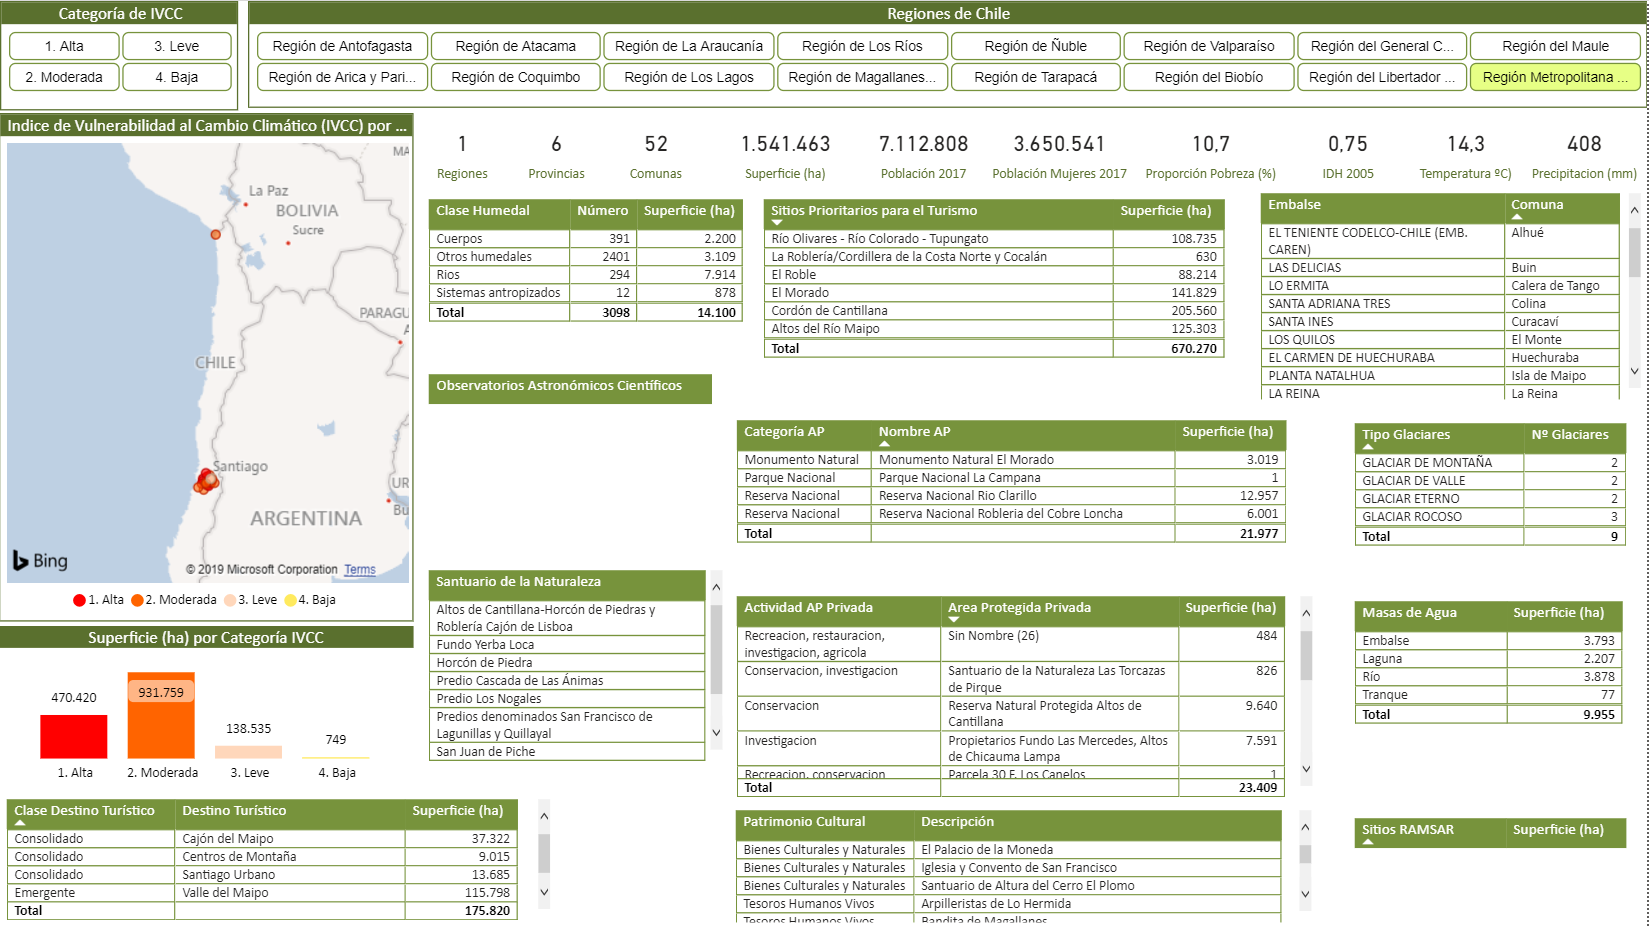 Categoría de IVCC
1. Alta
3. Leve
2. Moderada
4. Baja
Regiones de Chile
Región de Antofagasta
Región de Atacama
Región de La Araucanía
Región de Los Ríos
Región de Ñuble
Región de Valparaíso
Región del General C...
Región del Maule
Región de Arica y Pari...
Región de Coquimbo
Región de Los Lagos
Región de Magallanes...
Región de Tarapacá
Región del Biobío
Región del Libertador ...
Región Metropolitana ...
Indice de Vulnerabilidad al Cambio Climático (IVCC) por ...
MA
La Paz
BOLIVIA
Sucre
PARAGU
A
CHILE
Santiago
UR
Bu
ARGENTINA
Bing
© 2019 Microsoft Corporation Terms
1. Alta 2. Moderada 3. Leve 4. Baja
1 6 52 1.541.463 7.112.808 3.650.541 10,7 0,75 14,3 408
Regiones Provincias Comunas Superficie (ha) Población 2017 Población Mujeres 2017 Proporción Pobreza (%) IDH 2005 Temperatura ºC) Precipitacion (mm)
Clase Humedal Número Superficie (ha)
Cuerpos 391 2.200
Otros humedales 2401 3.109
Rios 294 7.914
Sistemas antropizados 12 878
Total 3098 14.100
Sitios Prioritarios para el Turismo Superficie (ha)
Río Olivares - Río Colorado - Tupungato 108.735
La Roblería/Cordillera de la Costa Norte y Cocalán 630
El Roble 88.214
El Morado 141.829
Cordón de Cantillana 205.560
Altos del Río Maipo 125.303
Total 670.270
Embalse Comuna
EL TENIENTE CODELCO-CHILE (EMB. Alhué
CAREN)
LAS DELICIAS Buin
LO ERMITA Calera de Tango
SANTA ADRIANA TRES Colina
SANTA INES Curacaví
LOS QUILOS El Monte
EL CARMEN DE HUECHURABA Huechuraba
PLANTA NATALHUA Isla de Maipo
LA REINA La Reina
Observatorios Astronómicos Científicos
Categoría AP Nombre AP Superficie (ha)
Monumento Natural Monumento Natural El Morado 3.019
Parque Nacional Parque Nacional La Campana 1
Reserva Nacional Reserva Nacional Rio Clarillo 12.957
Reserva Nacional Reserva Nacional Robleria del Cobre Loncha 6.001
Total 21.977
Tipo Glaciares Nº Glaciares
GLACIAR DE MONTAÑA 2
GLACIAR DE VALLE 2
GLACIAR ETERNO 2
GLACIAR ROCOSO 3
Total 9
Santuario de la Naturaleza
Altos de Cantillana-Horcón de Piedras y
Roblería Cajón de Lisboa
Fundo Yerba Loca
Horcón de Piedra
Predio Cascada de Las Ánimas
Predio Los Nogales
Predios denominados San Francisco de
Lagunillas y Quillayal
San Juan de Piche
Actividad AP Privada Area Protegida Privada Superficie (ha)
Recreacion, restauracion, Sin Nombre (26) 484
investigacion, agricola
Conservacion, investigacion Santuario de la Naturaleza Las Torcazas 826
de Pirque
Conservacion Reserva Natural Protegida Altos de 9.640
Cantillana
Investigacion Propietarios Fundo Las Mercedes, Altos 7.591
de Chicauma Lampa
Recreacion, conservacion Parcela 30 F. Los Canelos 1
Total 23.409
Masas de Agua Superficie (ha)
Embalse 3.793
Laguna 2.207
Río 3.878
Tranque 77
Total 9.955
Superficie (ha) por Categoría IVCC
470.420
931.759
138.535
749
1. Alta 2. Moderada 3. Leve 4. Baja
Clase Destino Turístico Destino Turístico Superficie (ha)
Consolidado Cajón del Maipo 37.322
Consolidado Centros de Montaña 9.015
Consolidado Santiago Urbano 13.685
Emergente Valle del Maipo 115.798
Total 175.820
Patrimonio Cultural Descripción
Bienes Culturales y Naturales El Palacio de la Moneda
Bienes Culturales y Naturales Iglesia y Convento de San Francisco
Bienes Culturales y Naturales Santuario de Altura del Cerro El Plomo
Tesoros Humanos Vivos Arpilleristas de Lo Hermida
Tesoros Humanos Vivos Bandita de Magallanes
Sitios RAMSAR Superficie (ha)